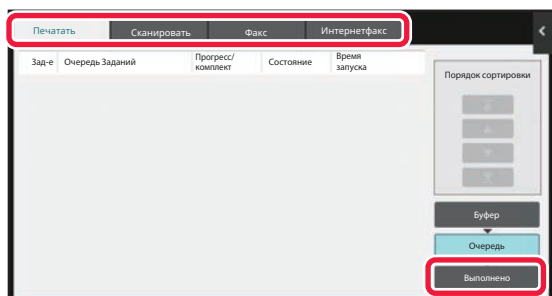 Печатать Сканировать Факс Интернетфакс
Зад-е Очередь Заданий Прогресс/комплект Состояние Время запуска
Порядок сортировки
Буфер
Очередь
Выполнено